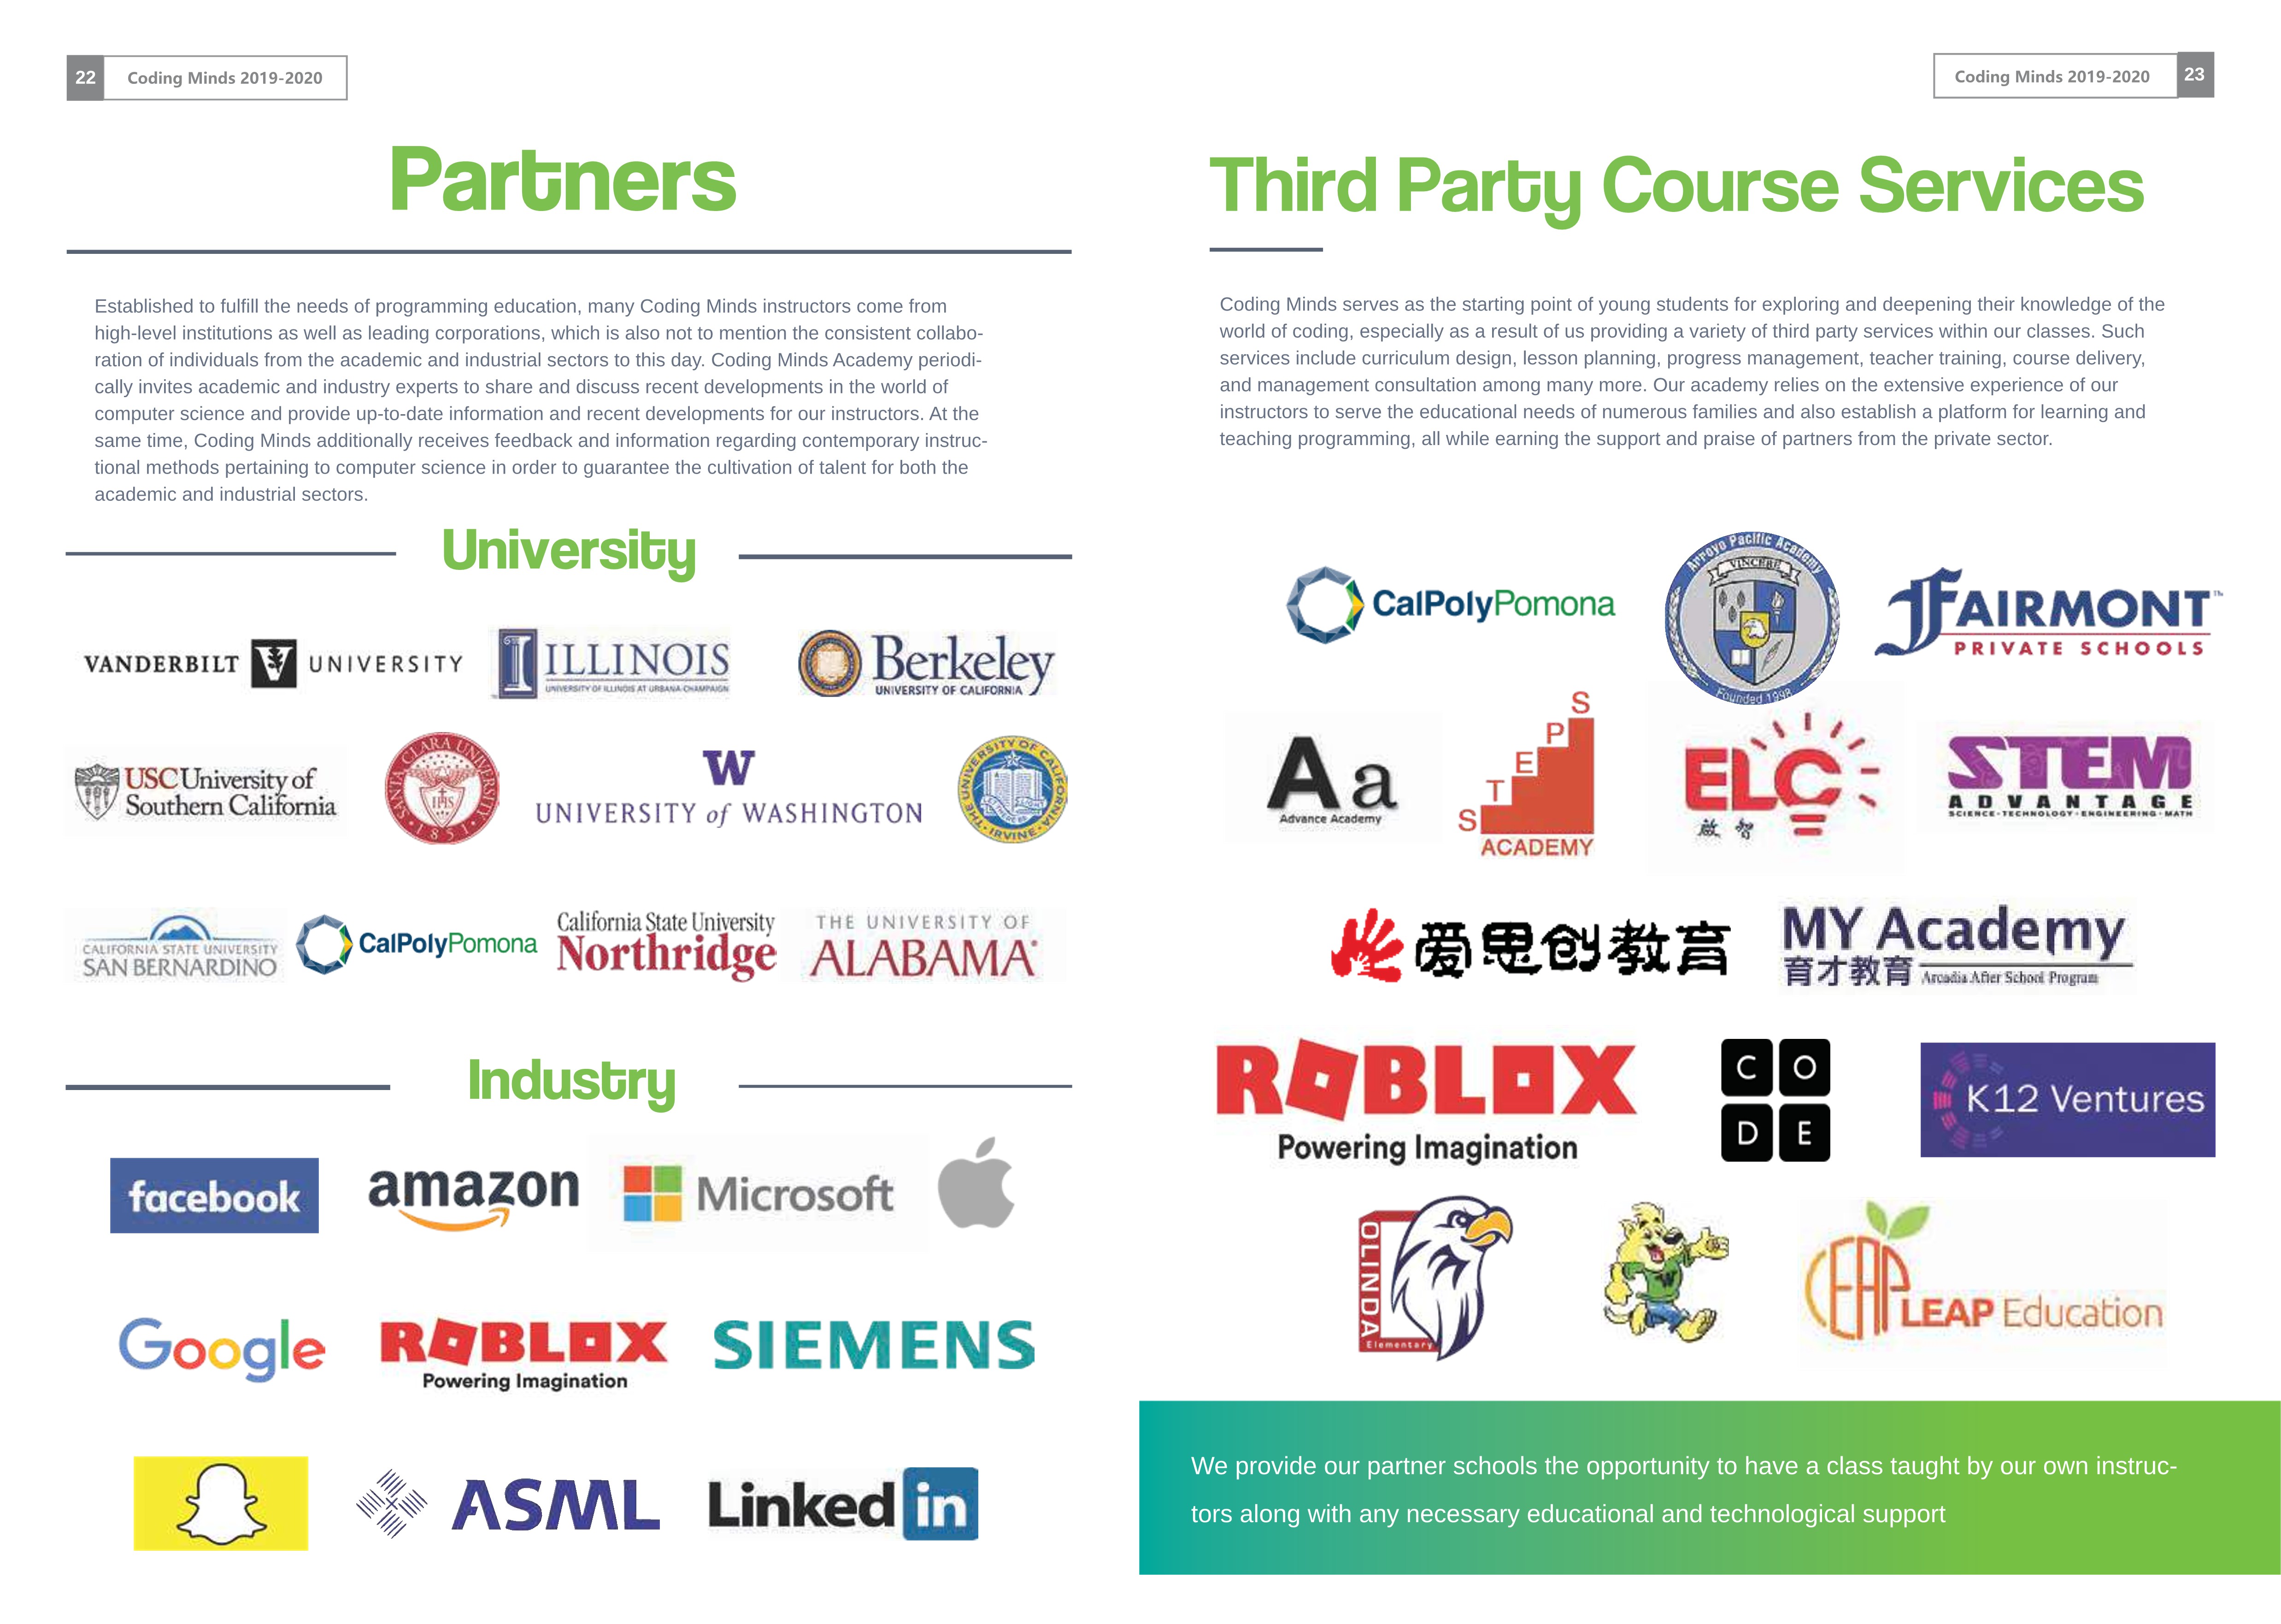 22
Coding Minds 2019-2020
Partners
Established to fulfill the needs of programming education, many Coding Minds instructors come from
high-level institutions as well as leading corporations, which is also not to mention the consistent collabo-
ration of individuals from the academic and industrial sectors to this day. Coding Minds Academy periodi-
cally invites academic and industry experts to share and discuss recent developments in the world of
computer science and provide up-to-date information and recent developments for our instructors. At the
same time, Coding Minds additionally receives feedback and information regarding contemporary instruc-
tional methods pertaining to computer science in order to guarantee the cultivation of talent for both the
academic and industrial sectors.
University
VANDERBILT V UNIVERSITY
I ILLINOIS
UNIVERSITY OF ILLINOIS AT URBANA-CHAMPAIGN
Berkeley
UNIVERSITY OF CALIFORNIA
USC University of
Southern California
SANTA CLARA UNIVERSITY
IHS
1851
W
UNIVERSITY of WASHINGTON
THE UNIVERSITY OF CALIFORNIA
IRVINE
CALIFORNIA STATE UNIVERSITY
SAN BERNARDINO
CalPolyPomona
California State University
Northridge
THE UNIVERSITY OF
ALABAMA
Industry
facebook
amazon
Microsoft
Google
ROBLOX
Powering Imagination
SIEMENS
ASML
Linked in
Coding Minds 2019-2020
23
Third Party Course Services
Coding Minds serves as the starting point of young students for exploring and deepening their knowledge of the
world of coding, especially as a result of us providing a variety of third party services within our classes. Such
services include curriculum design, lesson planning, progress management, teacher training, course delivery,
and management consultation among many more. Our academy relies on the extensive experience of our
instructors to serve the educational needs of numerous families and also establish a platform for learning and
teaching programming, all while earning the support and praise of partners from the private sector.
CalPolyPomona
Arroyo Pacific Academy
VINCERE
Founded 1998
FAIRMONT™
PRIVATE SCHOOLS
Aa
Advance Academy
STEPS
ACADEMY
ELC
STEM
ADVANTAGE
SCIENCE·TECHNOLOGY·ENGINEERING·MATH
爱思创教育
MY Academy
育才教育 Arcadia After School Program
ROBLOX
Powering Imagination
CO
DE
K12 Ventures
OLINDA
Elementary
LEAP
LEAP Education
We provide our partner schools the opportunity to have a class taught by our own instruc-
tors along with any necessary educational and technological support